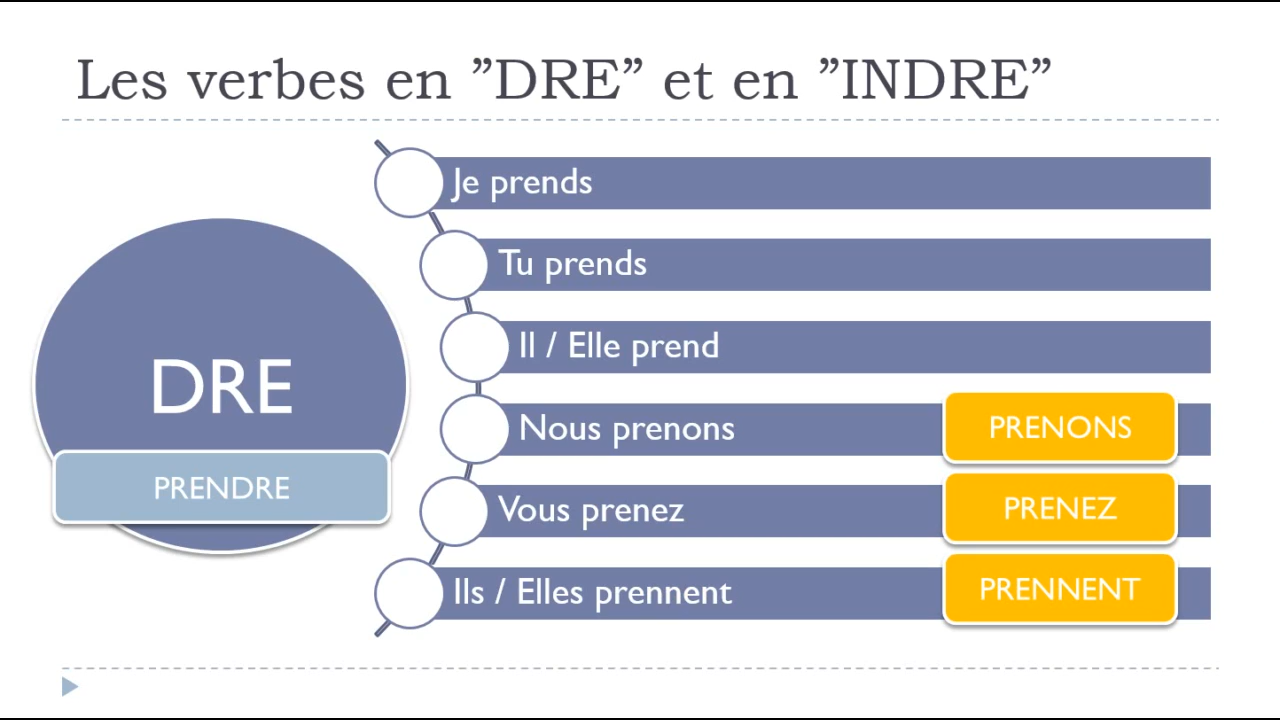 Les verbes en ”DRE” et en ”INDRE”
Je prends
Tu prends
Il / Elle prend
DRE
PRENDRE
Nous prenons
PRENONS
Vous prenez
PRENEZ
Ils / Elles prennent
PRENNENT